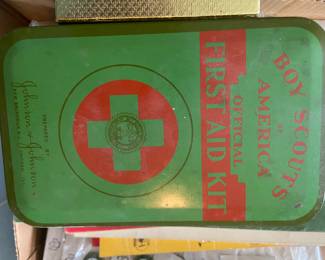 BOY SCOUTS
OF
AMERICA
OFFICIAL
FIRST AID KIT
PREPARED BY
Johnson & Johnson